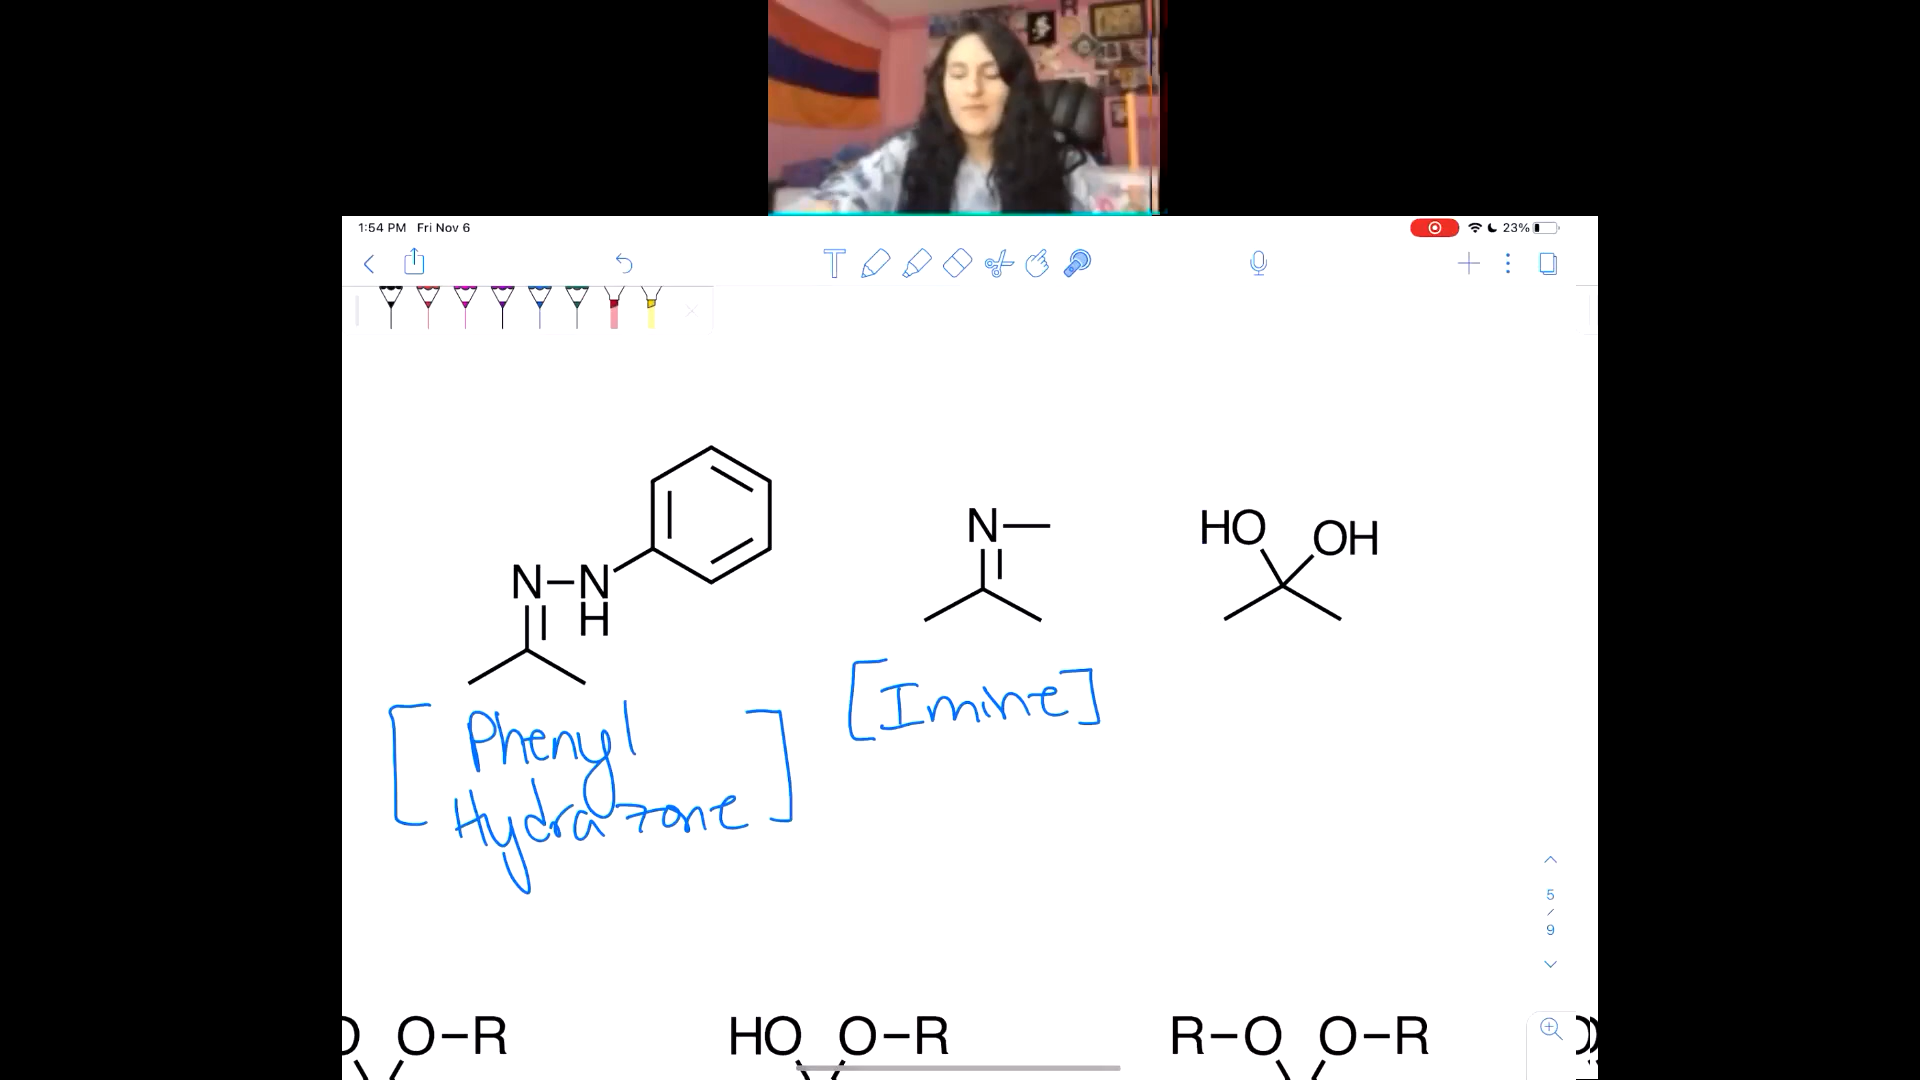 1:54 PM Fri Nov 6
23%
T
N
HO
OH
N-N
H
[Imine]
[Phenyl
Hydrazone]
5
/
9
O-R
HO O-R
R-O O-R